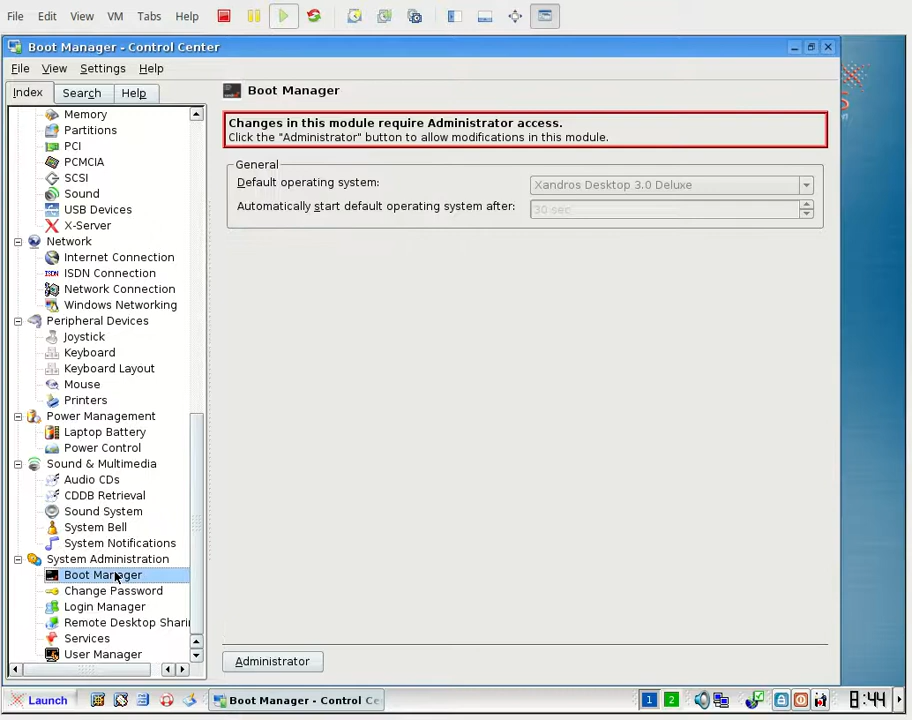 File Edit View VM Tabs Help
Boot Manager - Control Center
File View Settings Help
Index Search Help
Boot Manager
Changes in this module require Administrator access.
Click the "Administrator" button to allow modifications in this module.
General
Default operating system: Xandros Desktop 3.0 Deluxe
Automatically start default operating system after: 30 sec
Memory
Partitions
PCI
PCMCIA
SCSI
Sound
USB Devices
X-Server
Network
Internet Connection
ISDN Connection
Network Connection
Windows Networking
Peripheral Devices
Joystick
Keyboard
Keyboard Layout
Mouse
Printers
Power Management
Laptop Battery
Power Control
Sound & Multimedia
Audio CDs
CDDB Retrieval
Sound System
System Bell
System Notifications
System Administration
Boot Manager
Change Password
Login Manager
Remote Desktop Shari
Services
User Manager
Administrator
Launch
Boot Manager - Control Ce
1 2
8:44